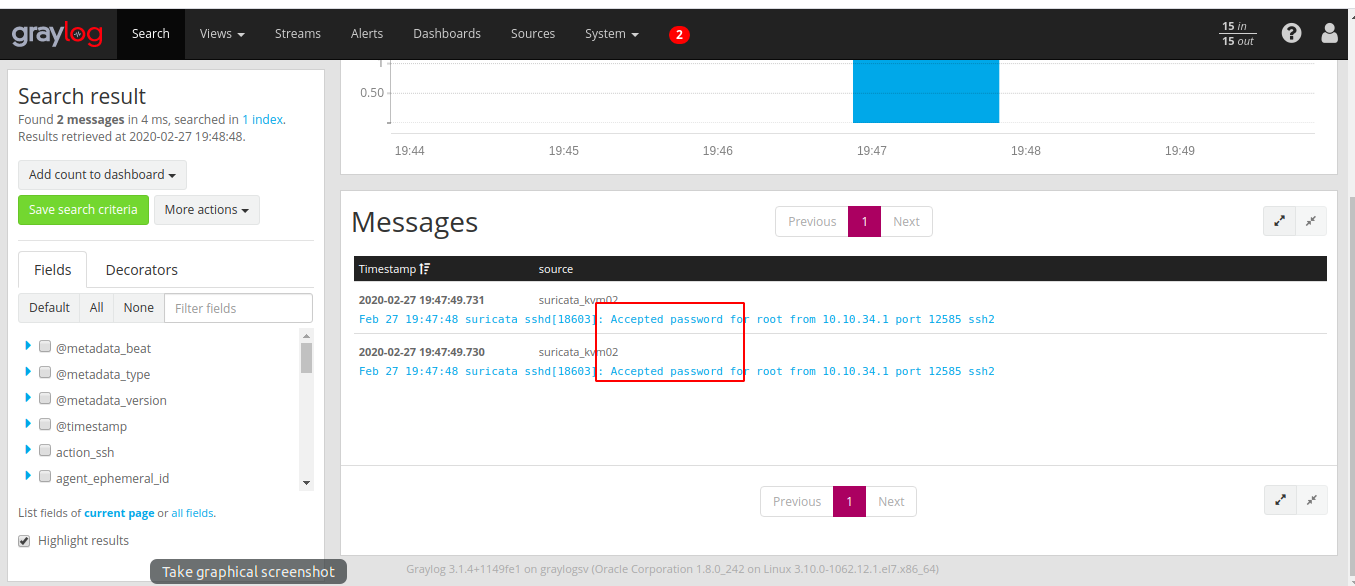 graylog
Search
Views
Streams
Alerts
Dashboards
Sources
System
2
15 in
15 out
Search result
Found 2 messages in 4 ms, searched in 1 index.
Results retrieved at 2020-02-27 19:48:48.
Add count to dashboard
Save search criteria
More actions
Fields
Decorators
Default
All
None
Filter fields
@metadata_beat
@metadata_type
@metadata_version
@timestamp
action_ssh
agent_ephemeral_id
List fields of current page or all fields.
Highlight results
Take graphical screenshot
1
0.50
19:44
19:45
19:46
19:47
19:48
19:49
Messages
Previous
1
Next
Timestamp
source
2020-02-27 19:47:49.731
suricata_kvm02
Feb 27 19:47:48 suricata sshd[18603]: Accepted password for root from 10.10.34.1 port 12585 ssh2
2020-02-27 19:47:49.730
suricata_kvm02
Feb 27 19:47:48 suricata sshd[18603]: Accepted password for root from 10.10.34.1 port 12585 ssh2
Previous
1
Next
Graylog 3.1.4+1149fe1 on graylogsv (Oracle Corporation 1.8.0_242 on Linux 3.10.0-1062.12.1.el7.x86_64)